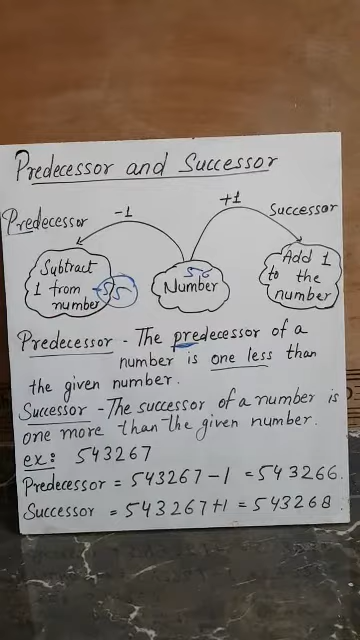 Predecessor and Successor
Predecessor
-1
+1
Successor
Subtract
1 from
number
55
56
Number
Add 1
to the
number
Predecessor - The predecessor of a
number is one less than
the given number.
Successor - The successor of a number is
one more than the given number.
ex: 543267
Predecessor = 543267-1 = 543266.
Successor = 543267+1 = 543268.